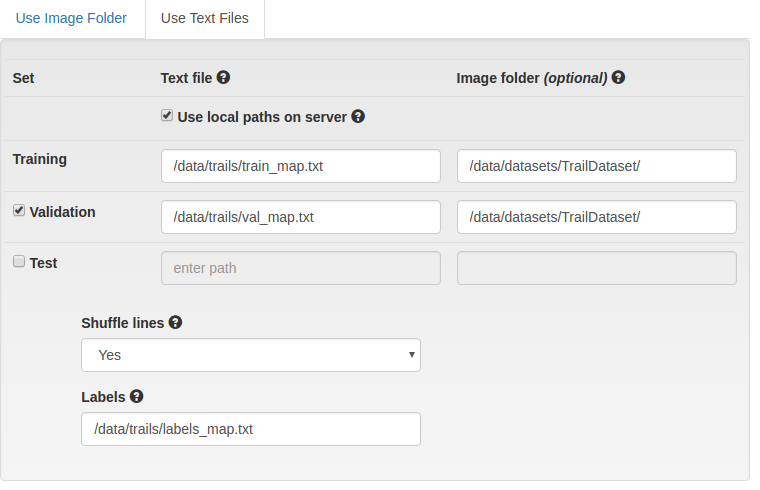 Use Image Folder Use Text Files
Set Text file Image folder (optional)
Use local paths on server
Training /data/trails/train_map.txt /data/datasets/TrailDataset/
Validation /data/trails/val_map.txt /data/datasets/TrailDataset/
Test enter path
Shuffle lines
Yes
Labels
/data/trails/labels_map.txt